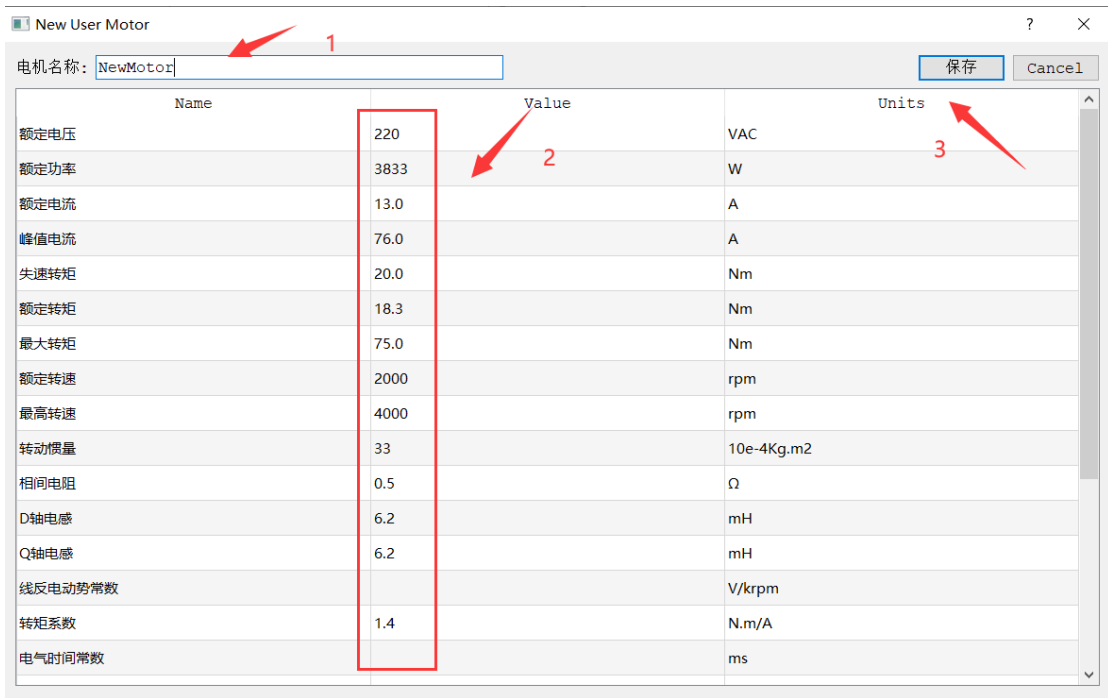 New User Motor ? ×
1
电机名称: NewMotor 保存 Cancel
Name Value Units
额定电压 220 VAC
2
3
额定功率 3833 W
额定电流 13.0 A
峰值电流 76.0 A
失速转矩 20.0 Nm
额定转矩 18.3 Nm
最大转矩 75.0 Nm
额定转速 2000 rpm
最高转速 4000 rpm
转动惯量 33 10e-4Kg.m2
相间电阻 0.5 Ω
D轴电感 6.2 mH
Q轴电感 6.2 mH
线反电动势常数 V/krpm
转矩系数 1.4 N.m/A
电气时间常数 ms